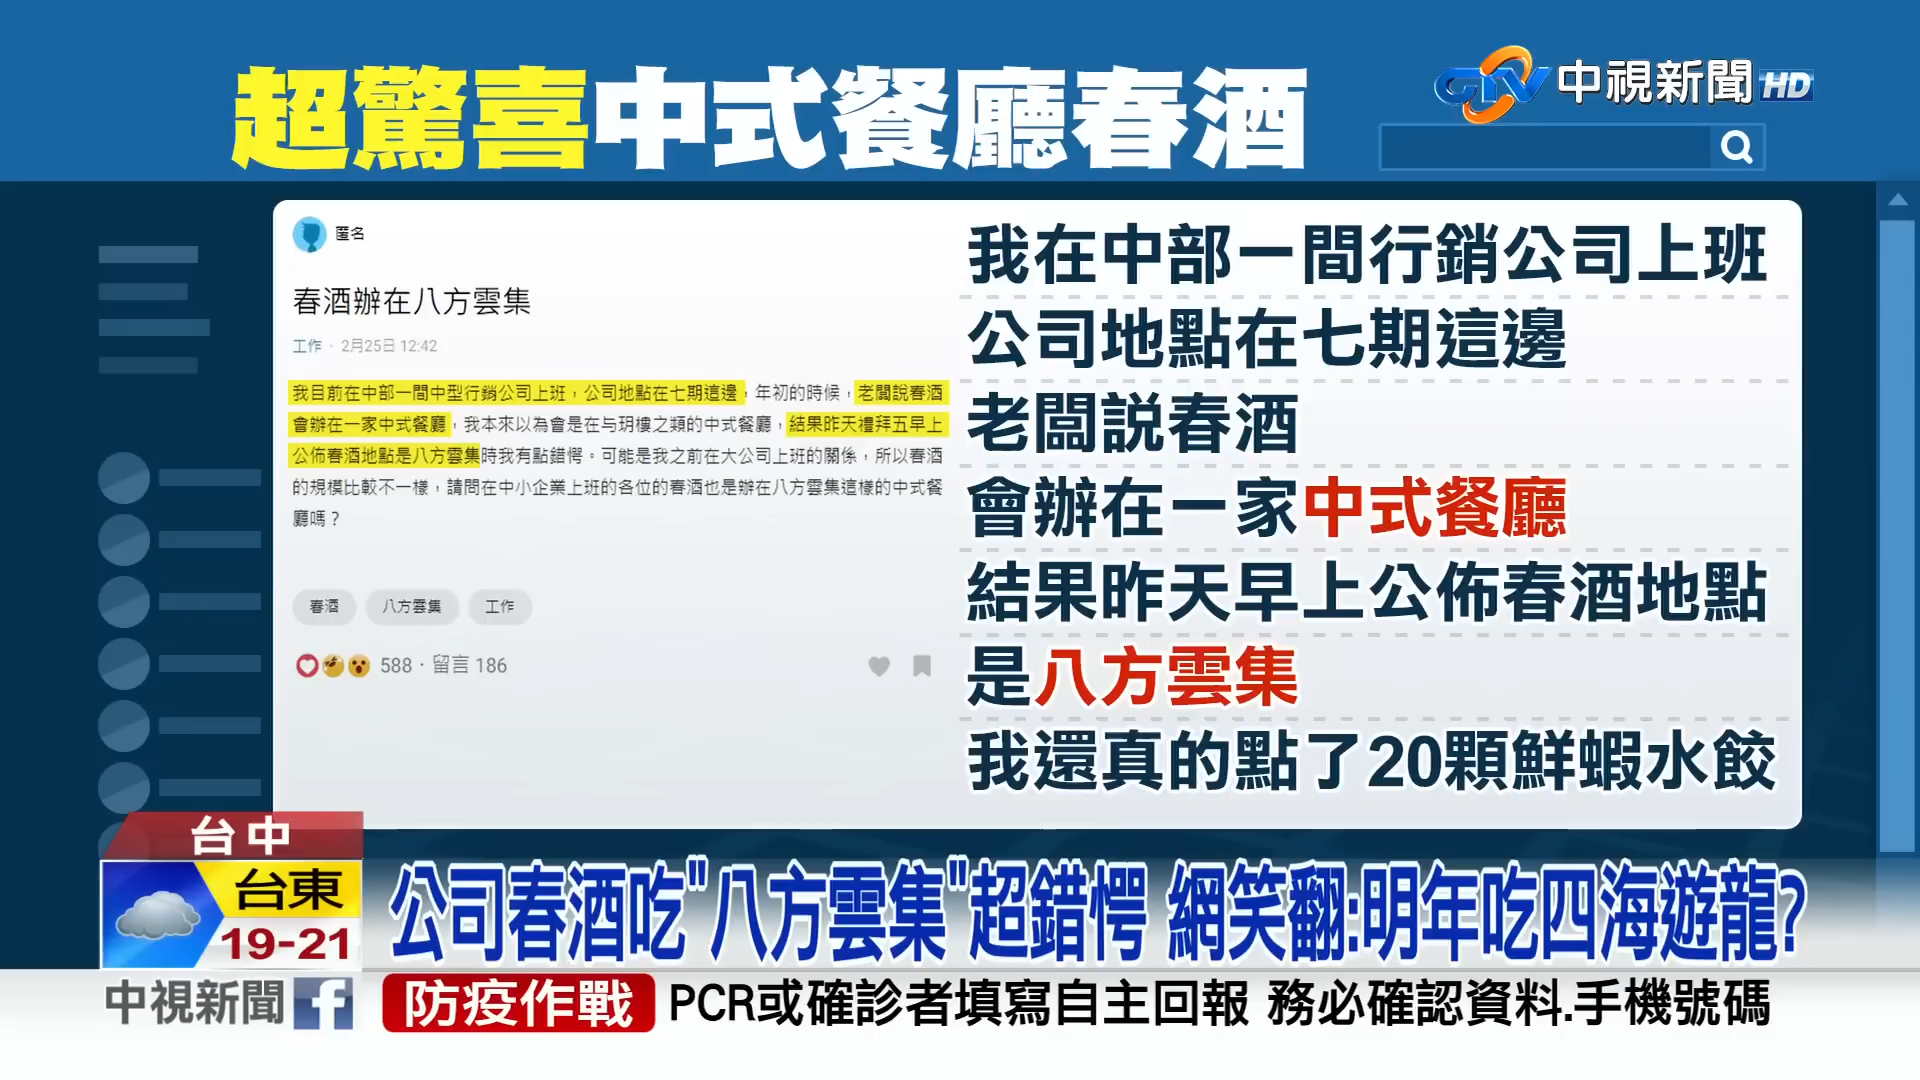 超驚喜中式餐廳春酒
CTV中視新聞HD
匿名
春酒辦在八方雲集
工作 · 2月25日 12:42
我目前在中部一間中型行銷公司上班，公司地點在七期這邊，年初的時候，老闆說春酒
會辦在一家中式餐廳，我本來以為會是在与玥樓之類的中式餐廳，結果昨天禮拜五早上
公佈春酒地點是八方雲集時我有點錯愕。可能是我之前在大公司上班的關係，所以春酒
的規模比較不一樣，請問在中小企業上班的各位的春酒也是辦在八方雲集這樣的中式餐
廳嗎？
春酒 八方雲集 工作
588 · 留言 186
我在中部一間行銷公司上班
公司地點在七期這邊
老闆說春酒
會辦在一家中式餐廳
結果昨天早上公佈春酒地點
是八方雲集
我還真的點了20顆鮮蝦水餃
台中
台東
19-21
公司春酒吃"八方雲集"超錯愕 網笑翻:明年吃四海遊龍?
中視新聞f
防疫作戰 PCR或確診者填寫自主回報 務必確認資料.手機號碼